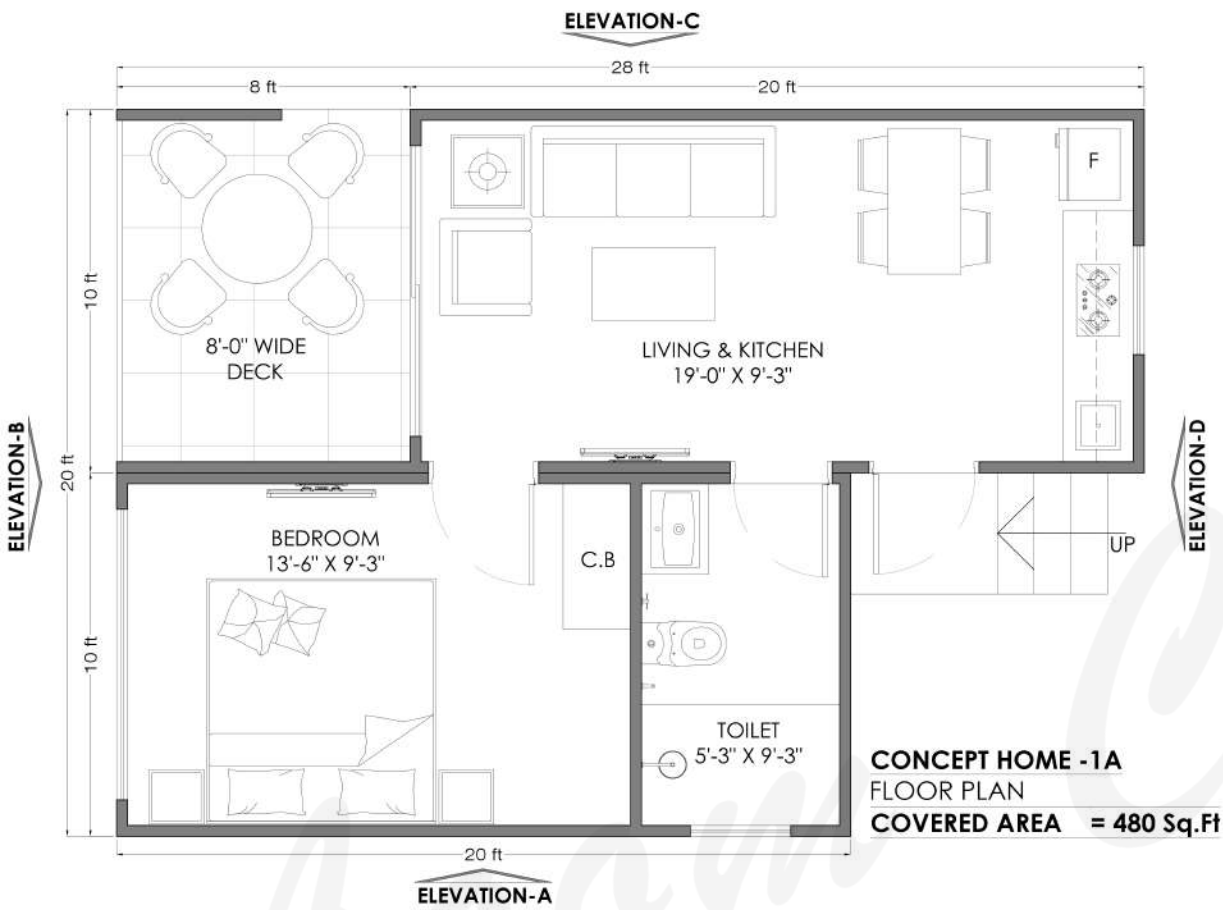 ELEVATION-C
28 ft
8 ft
20 ft
F
10 ft
8'-0" WIDE
DECK
LIVING & KITCHEN
19'-0" X 9'-3"
ELEVATION-B
20 ft
ELEVATION-D
BEDROOM
13'-6" X 9'-3"
C.B
UP
10 ft
TOILET
5'-3" X 9'-3"
CONCEPT HOME -1A
FLOOR PLAN
COVERED AREA = 480 Sq.Ft
20 ft
ELEVATION-A